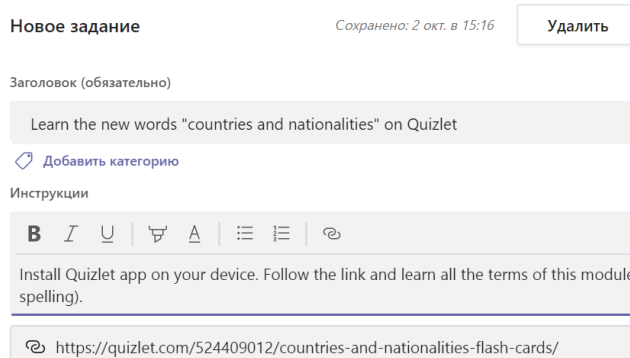 Новое задание
Сохранено: 2 окт. в 15:16
Удалить
Заголовок (обязательно)
Learn the new words "countries and nationalities" on Quizlet
Добавить категорию
Инструкции
B I U A
Install Quizlet app on your device. Follow the link and learn all the terms of this module
spelling).
https://quizlet.com/524409012/countries-and-nationalities-flash-cards/